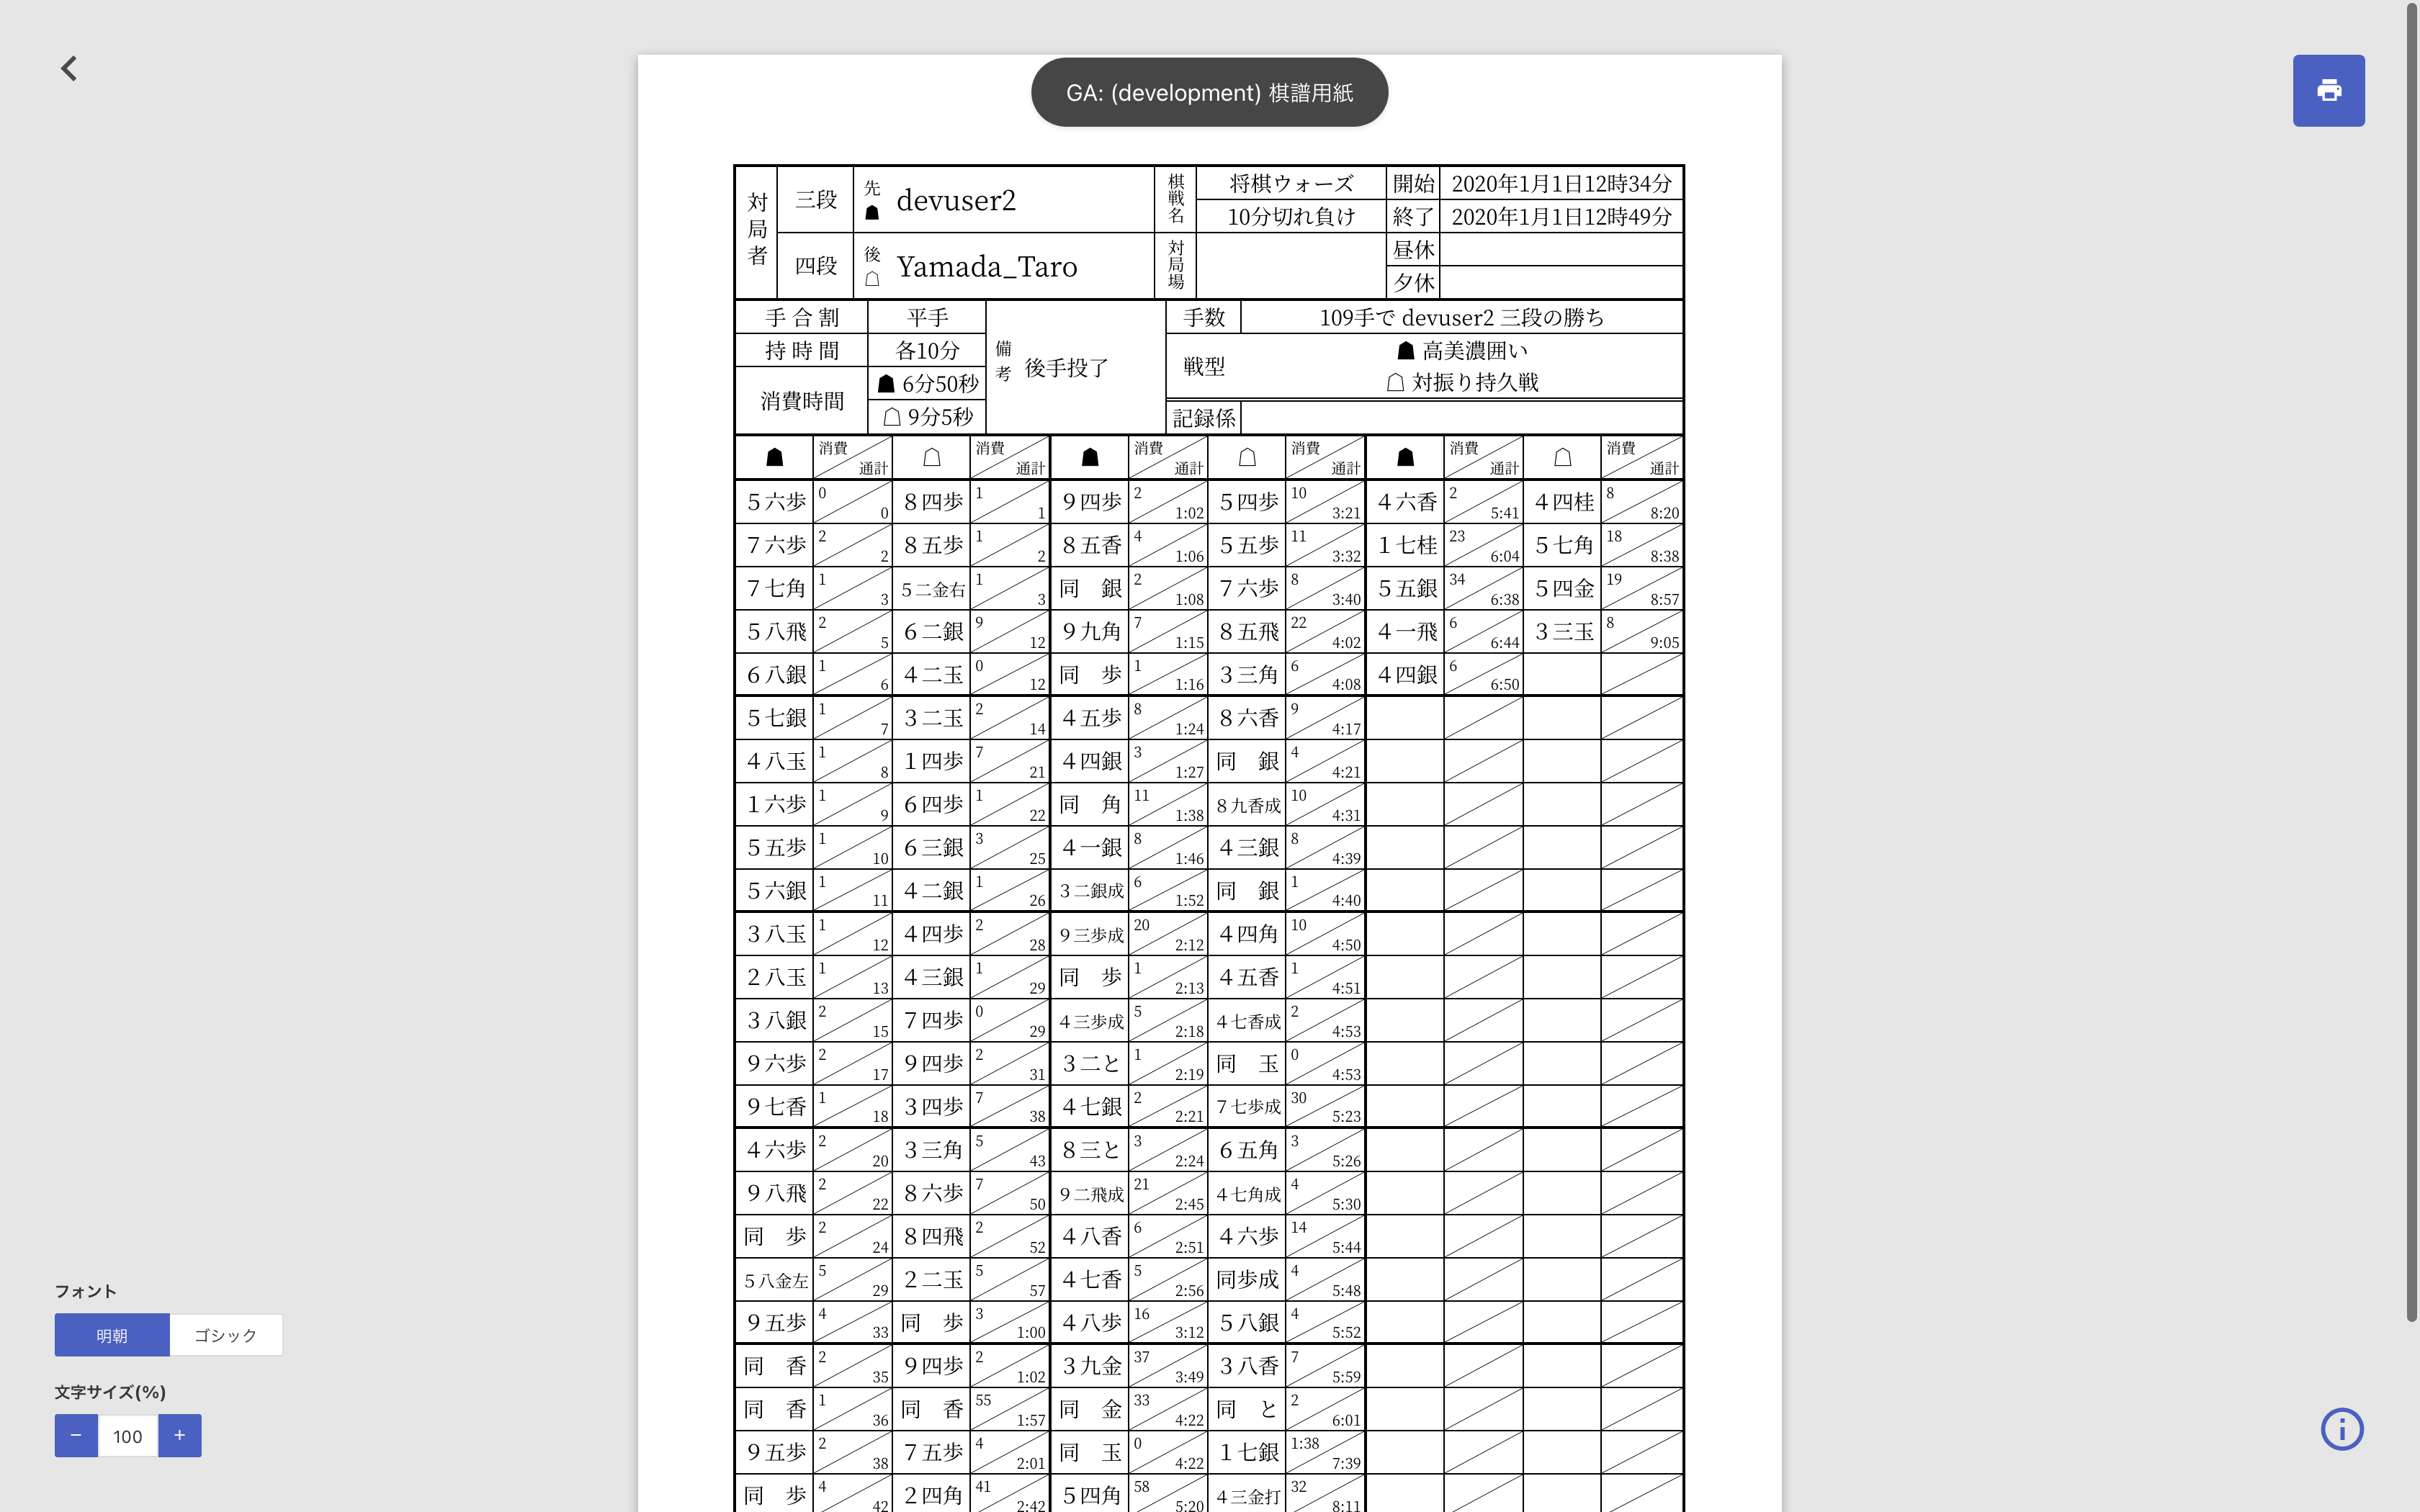 GA: (development) 棋譜用紙
対局者 三段 先 ☗ devuser2 棋戦名 将棋ウォーズ 開始 2020年1月1日12時34分
10分切れ負け 終了 2020年1月1日12時49分
四段 後 ☖ Yamada_Taro 対局場 昼休
夕休
手合割 平手 備考 後手投了 手数 109手で devuser2 三段の勝ち
持時間 各10分 戦型 ☗ 高美濃囲い
消費時間 ☗ 6分50秒 ☖ 対振り持久戦
☖ 9分5秒 記録係
☗ 消費 通計 ☖ 消費 通計 ☗ 消費 通計 ☖ 消費 通計 ☗ 消費 通計 ☖ 消費 通計
5六歩 0 0 8四歩 1 1 9四歩 2 1:02 5四歩 10 3:21 4六香 2 5:41 4四桂 8 8:20
7六歩 2 2 8五歩 1 2 8五香 4 1:06 5五歩 11 3:32 1七桂 23 6:04 5七角 18 8:38
7七角 1 3 5二金右 1 3 同　銀 2 1:08 7六歩 8 3:40 5五銀 34 6:38 5四金 19 8:57
5八飛 2 5 6二銀 9 12 9九角 7 1:15 8五飛 22 4:02 4一飛 6 6:44 3三玉 8 9:05
6八銀 1 6 4二玉 0 12 同　歩 1 1:16 3三角 6 4:08 4四銀 6 6:50
5七銀 1 7 3二玉 2 14 4五歩 8 1:24 8六香 9 4:17
4八玉 1 8 1四歩 7 21 4四銀 3 1:27 同　銀 4 4:21
1六歩 1 9 6四歩 1 22 同　角 11 1:38 8九香成 10 4:31
5五歩 1 10 6三銀 3 25 4一銀 8 1:46 4三銀 8 4:39
5六銀 1 11 4二銀 1 26 3二銀成 6 1:52 同　銀 1 4:40
3八玉 1 12 4四歩 2 28 9三歩成 20 2:12 4四角 10 4:50
2八玉 1 13 4三銀 1 29 同　歩 1 2:13 4五香 1 4:51
3八銀 2 15 7四歩 0 29 4三歩成 5 2:18 4七香成 2 4:53
9六歩 2 17 9四歩 2 31 3二と 1 2:19 同　玉 0 4:53
9七香 1 18 3四歩 7 38 4七銀 2 2:21 7七歩成 30 5:23
4六歩 2 20 3三角 5 43 8三と 3 2:24 6五角 3 5:26
9八飛 2 22 8六歩 7 50 9二飛成 21 2:45 4七角成 4 5:30
同　歩 2 24 8四飛 2 52 4八香 6 2:51 4六歩 14 5:44
5八金左 5 29 2二玉 5 57 4七香 5 2:56 同歩成 4 5:48
9五歩 4 33 同　歩 3 1:00 4八歩 16 3:12 5八銀 4 5:52
同　香 2 35 9四歩 2 1:02 3九金 37 3:49 3八香 7 5:59
同　香 1 36 同　香 55 1:57 同　金 33 4:22 同　と 2 6:01
9五歩 2 38 7五歩 4 2:01 同　玉 0 4:22 1七銀 1:38 7:39
同　歩 4 42 2四角 41 2:42 5四角 58 5:20 4三金打 32 8:11
フォント
明朝 ゴシック
文字サイズ(%)
− 100 +